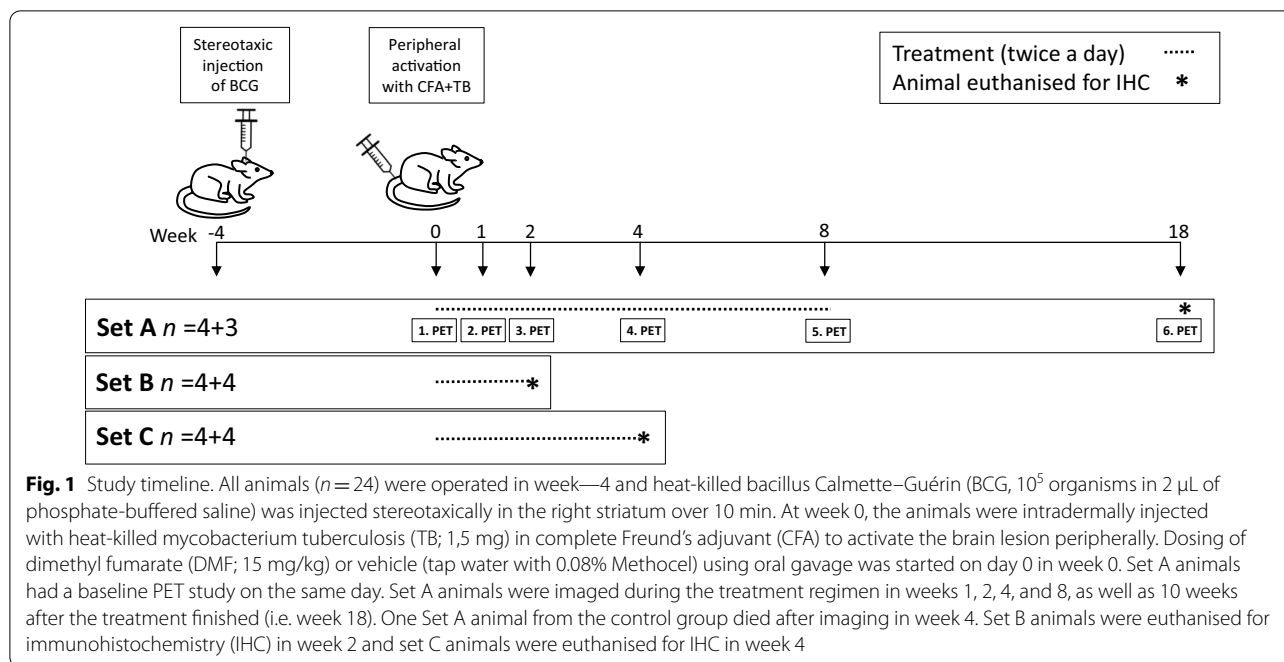 Stereotaxic
injection
of BCG
Peripheral
activation
with CFA+TB
Treatment (twice a day)
Animal euthanised for IHC *
Week -4 0 1 2 4 8 18
Set A n =4+3
*
1. PET 2. PET 3. PET 4. PET 5. PET 6. PET
Set B n =4+4 *
Set C n =4+4 *
Fig. 1 Study timeline. All animals (n = 24) were operated in week—4 and heat-killed bacillus Calmette–Guérin (BCG, 10⁵ organisms in 2 μL of
phosphate-buffered saline) was injected stereotaxically in the right striatum over 10 min. At week 0, the animals were intradermally injected
with heat-killed mycobacterium tuberculosis (TB; 1,5 mg) in complete Freund's adjuvant (CFA) to activate the brain lesion peripherally. Dosing of
dimethyl fumarate (DMF; 15 mg/kg) or vehicle (tap water with 0.08% Methocel) using oral gavage was started on day 0 in week 0. Set A animals
had a baseline PET study on the same day. Set A animals were imaged during the treatment regimen in weeks 1, 2, 4, and 8, as well as 10 weeks
after the treatment finished (i.e. week 18). One Set A animal from the control group died after imaging in week 4. Set B animals were euthanised for
immunohistochemistry (IHC) in week 2 and set C animals were euthanised for IHC in week 4